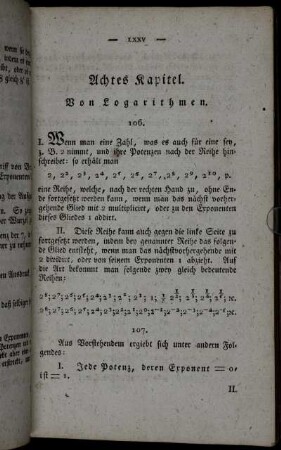 — LXXV —
Achtes Kapitel.
Von Logarithmen.
106.
I. Wenn man eine Zahl, was es auch für eine sey,
z. B. 2 nimmt, und ihre Potenzen nach der Reihe hin-
schreibet: so erhält man
2, 2², 2³, 2⁴, 2⁵, 2⁶, 2⁷, 2⁸, 2⁹, 2¹⁰, p.
eine Reihe, welche, nach der rechten Hand zu, ohne En-
de fortgesetzt werden kann, wenn man das nächst vorher-
gehende Glied mit 2 multiplicirt, oder zu den Exponenten
dieses Gliedes 1 addirt.
II. Diese Reihe kann auch gegen die linke Seite zu
fortgesetzt werden, indem bey genannter Reihe das folgen-
de Glied entsteht, wenn man das nächstvorhergehende mit
2 dividirt, oder von seinem Exponenten 1 abzieht. Auf
die Art bekommt man folgende zwey gleich bedeutende
Reihen:
107.
Aus Vorstehendem ergiebt sich unter andern Fol-
gendes:
I. Jede Potenz, deren Exponent = 0,
ist = 1.
II.